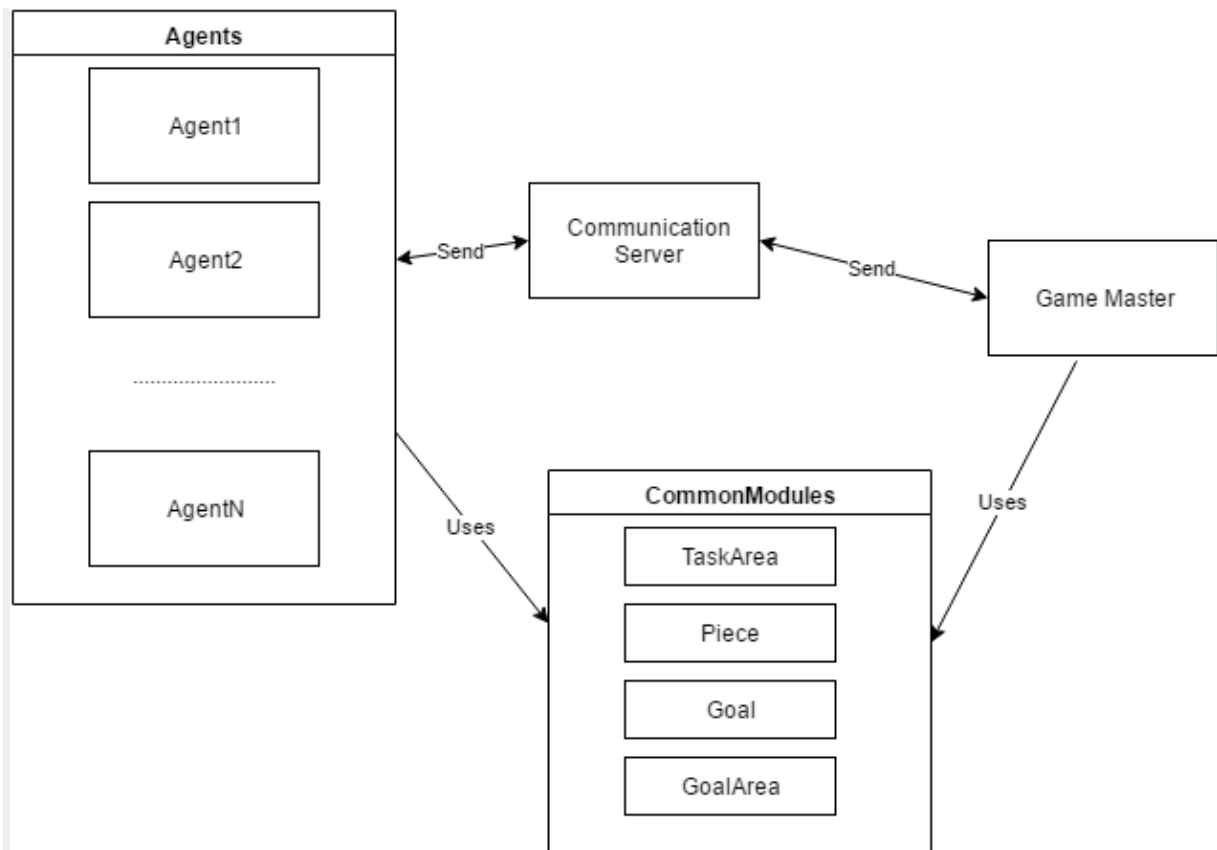 Agents
Agent1
Agent2
AgentN
Send
Communication
Server
Send
Game Master
Uses
Uses
CommonModules
TaskArea
Piece
Goal
GoalArea